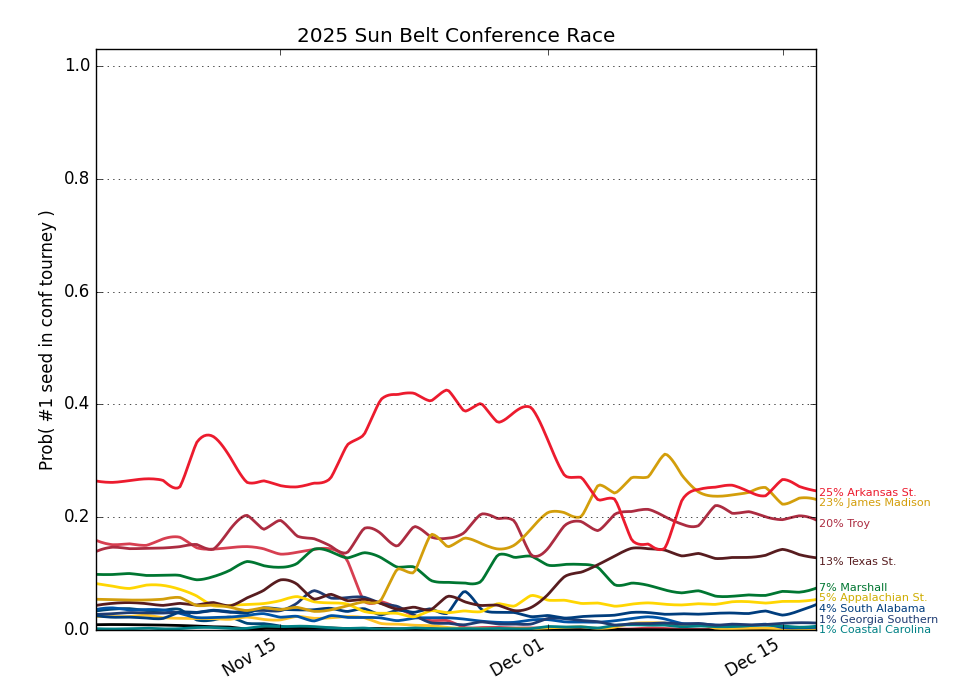 2025 Sun Belt Conference Race
Prob( #1 seed in conf tourney )
1.0
0.8
0.6
0.4
0.2
0.0
Nov 15
Dec 01
Dec 15
25% Arkansas St.
23% James Madison
20% Troy
13% Texas St.
7% Marshall
5% Appalachian St.
4% South Alabama
1% Georgia Southern
1% Coastal Carolina